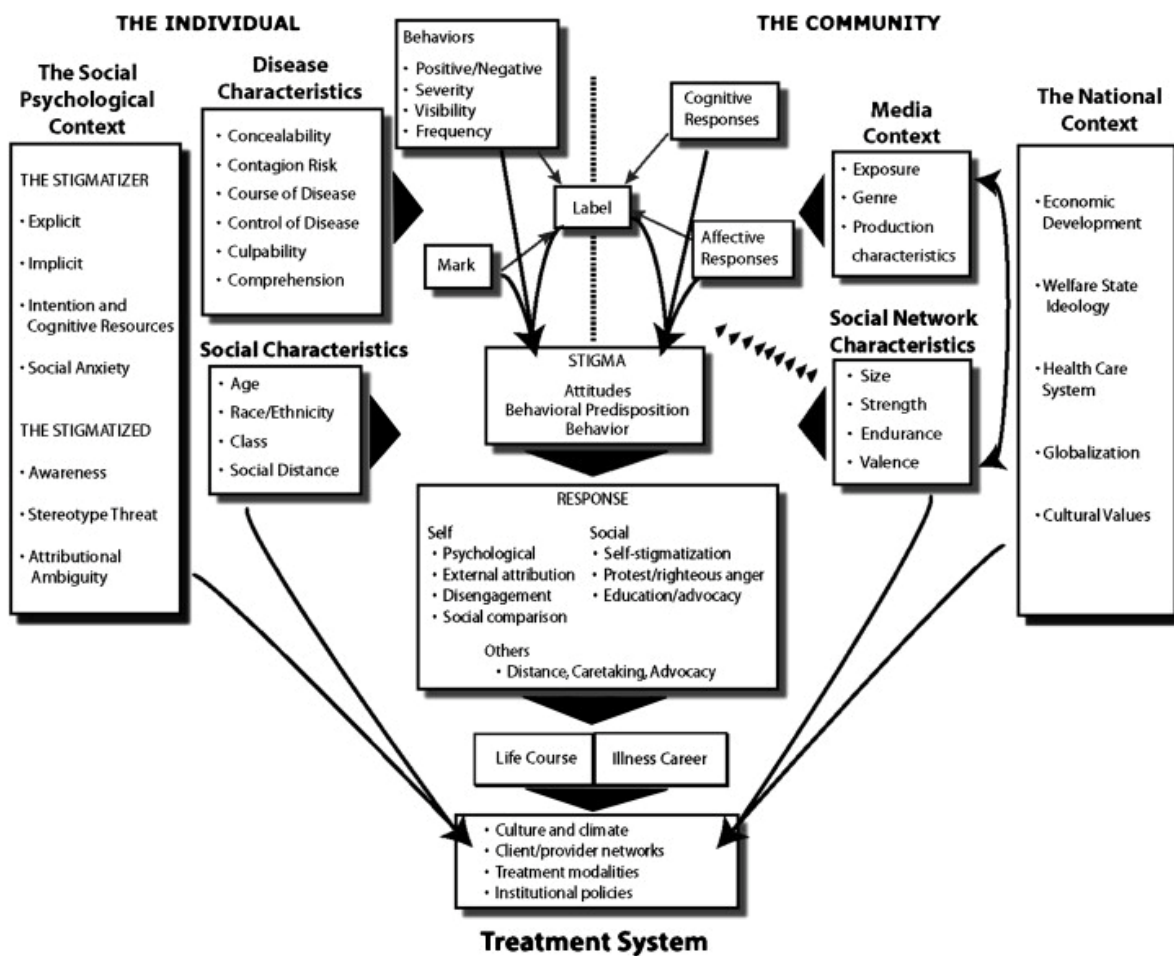 THE INDIVIDUAL
THE COMMUNITY
The Social
Psychological
Context
THE STIGMATIZER
• Explicit
• Implicit
• Intention and
Cognitive Resources
• Social Anxiety
THE STIGMATIZED
• Awareness
• Stereotype Threat
• Attributional
Ambiguity
Disease
Characteristics
• Concealability
• Contagion Risk
• Course of Disease
• Control of Disease
• Culpability
• Comprehension
Social Characteristics
• Age
• Race/Ethnicity
• Class
• Social Distance
Behaviors
• Positive/Negative
• Severity
• Visibility
• Frequency
Cognitive
Responses
Label
Mark
Affective
Responses
Media
Context
• Exposure
• Genre
• Production
characteristics
Social Network
Characteristics
• Size
• Strength
• Endurance
• Valence
The National
Context
• Economic
Development
• Welfare State
Ideology
• Health Care
System
• Globalization
• Cultural Values
STIGMA
Attitudes
Behavioral Predisposition
Behavior
RESPONSE
Self
• Psychological
• External attribution
• Disengagement
• Social comparison
Social
• Self-stigmatization
• Protest/righteous anger
• Education/advocacy
Others
• Distance, Caretaking, Advocacy
Life Course
Illness Career
• Culture and climate
• Client/provider networks
• Treatment modalities
• Institutional policies
Treatment System